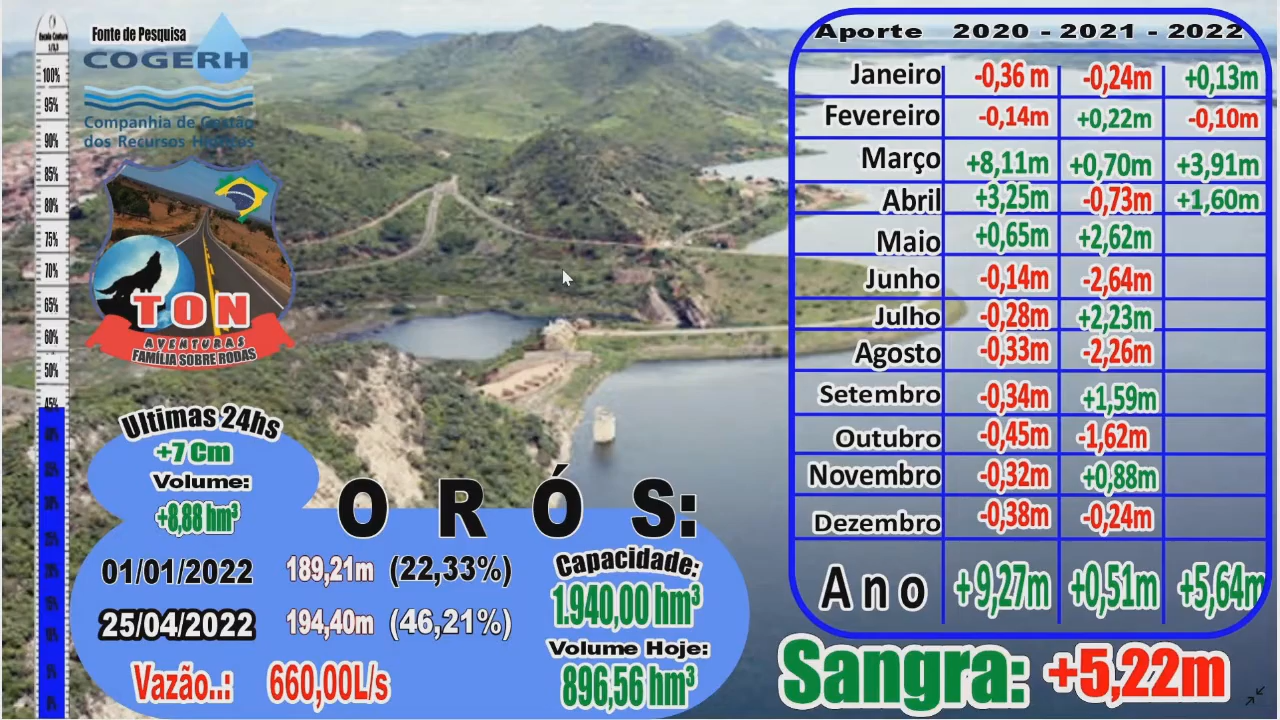 Fonte de Pesquisa
COGERH
Companhia de Gestão
dos Recursos Hídricos
100%
95%
90%
85%
80%
75%
70%
65%
60%
50%
45%
TON
AVENTURAS
FAMÍLIA SOBRE RODAS
Ultimas 24hs
+7 Cm
Volume:
+8,88 hm³
ORÓS:
01/01/2022 189,21m (22,33%)
25/04/2022 194,40m (46,21%)
Vazão..: 660,00L/s
Capacidade:
1.940,00 hm³
Volume Hoje:
896,56 hm³
Aporte 2020 - 2021 - 2022
Janeiro -0,36 m -0,24m +0,13m
Fevereiro -0,14m +0,22m -0,10m
Março +8,11m +0,70m +3,91m
Abril +3,25m -0,73m +1,60m
Maio +0,65m +2,62m
Junho -0,14m -2,64m
Julho -0,28m +2,23m
Agosto -0,33m -2,26m
Setembro -0,34m +1,59m
Outubro -0,45m -1,62m
Novembro -0,32m +0,88m
Dezembro -0,38m -0,24m
Ano +9,27m +0,51m +5,64m
Sangra: +5,22m